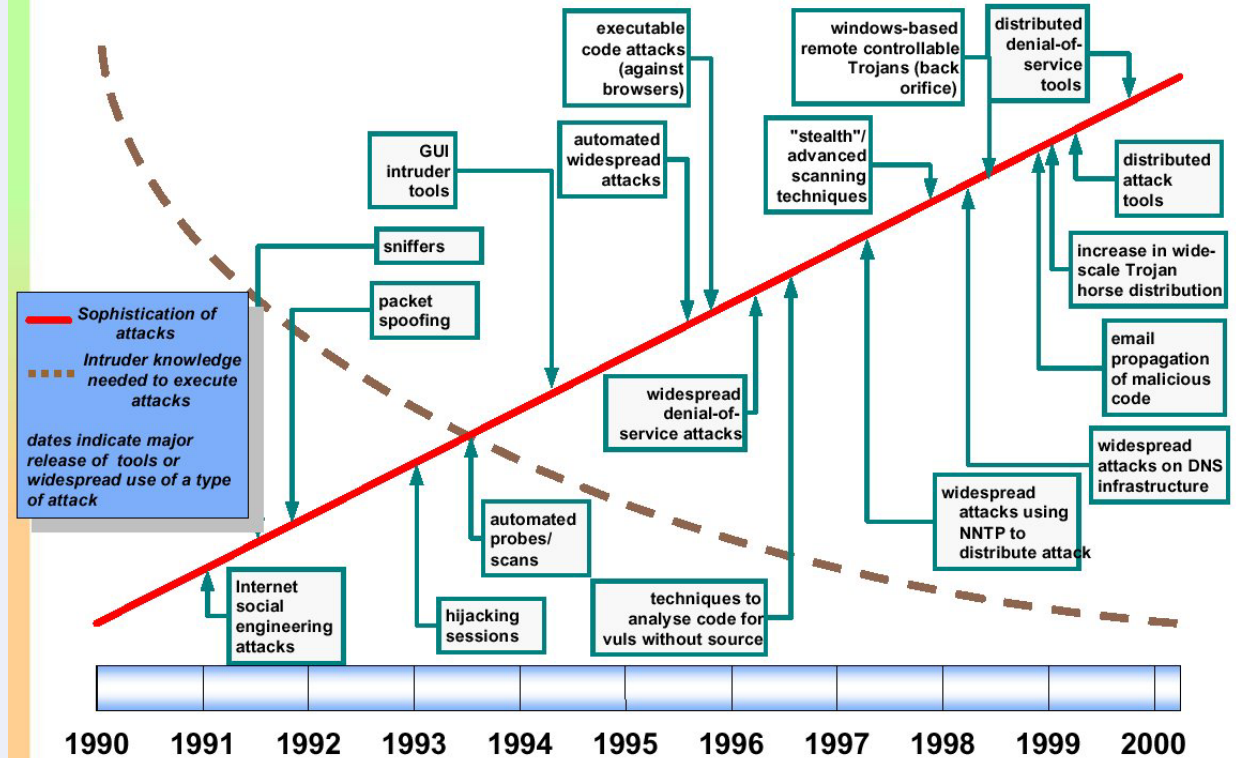 executable
code attacks
(against
browsers)
windows-based
remote controllable
Trojans (back
orifice)
distributed
denial-of-
service
tools
GUI
intruder
tools
automated
widespread
attacks
"stealth"/
advanced
scanning
techniques
distributed
attack
tools
sniffers
packet
spoofing
increase in wide-
scale Trojan
horse distribution
Sophistication of
attacks
Intruder knowledge
needed to execute
attacks
dates indicate major
release of tools or
widespread use of a type
of attack
email
propagation
of malicious
code
widespread
denial-of-
service attacks
widespread
attacks on DNS
infrastructure
widespread
attacks using
NNTP to
distribute attack
automated
probes/
scans
Internet
social
engineering
attacks
hijacking
sessions
techniques to
analyse code for
vuls without source
1990 1991 1992 1993 1994 1995 1996 1997 1998 1999 2000